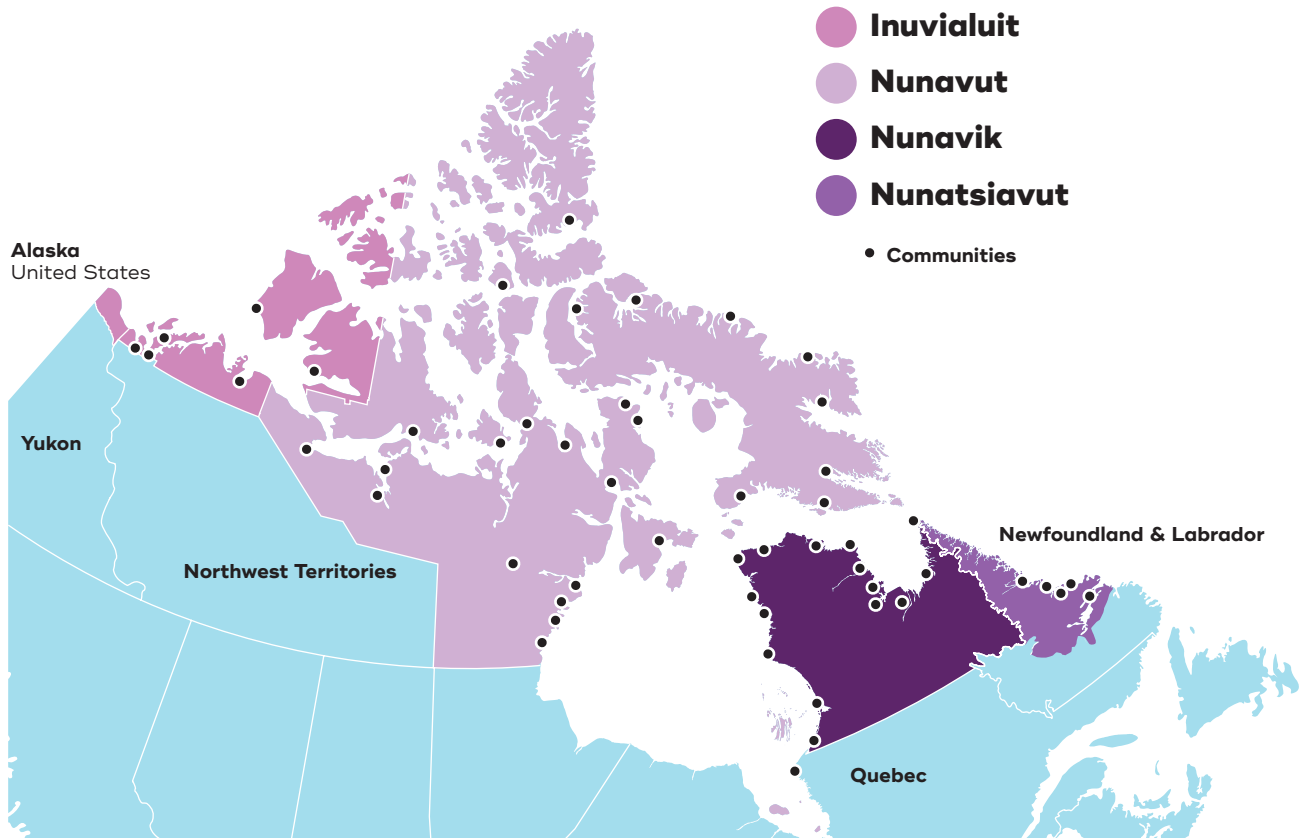 Inuvialuit
Nunavut
Nunavik
Nunatsiavut
Communities
Alaska
United States
Yukon
Northwest Territories
Newfoundland & Labrador
Quebec